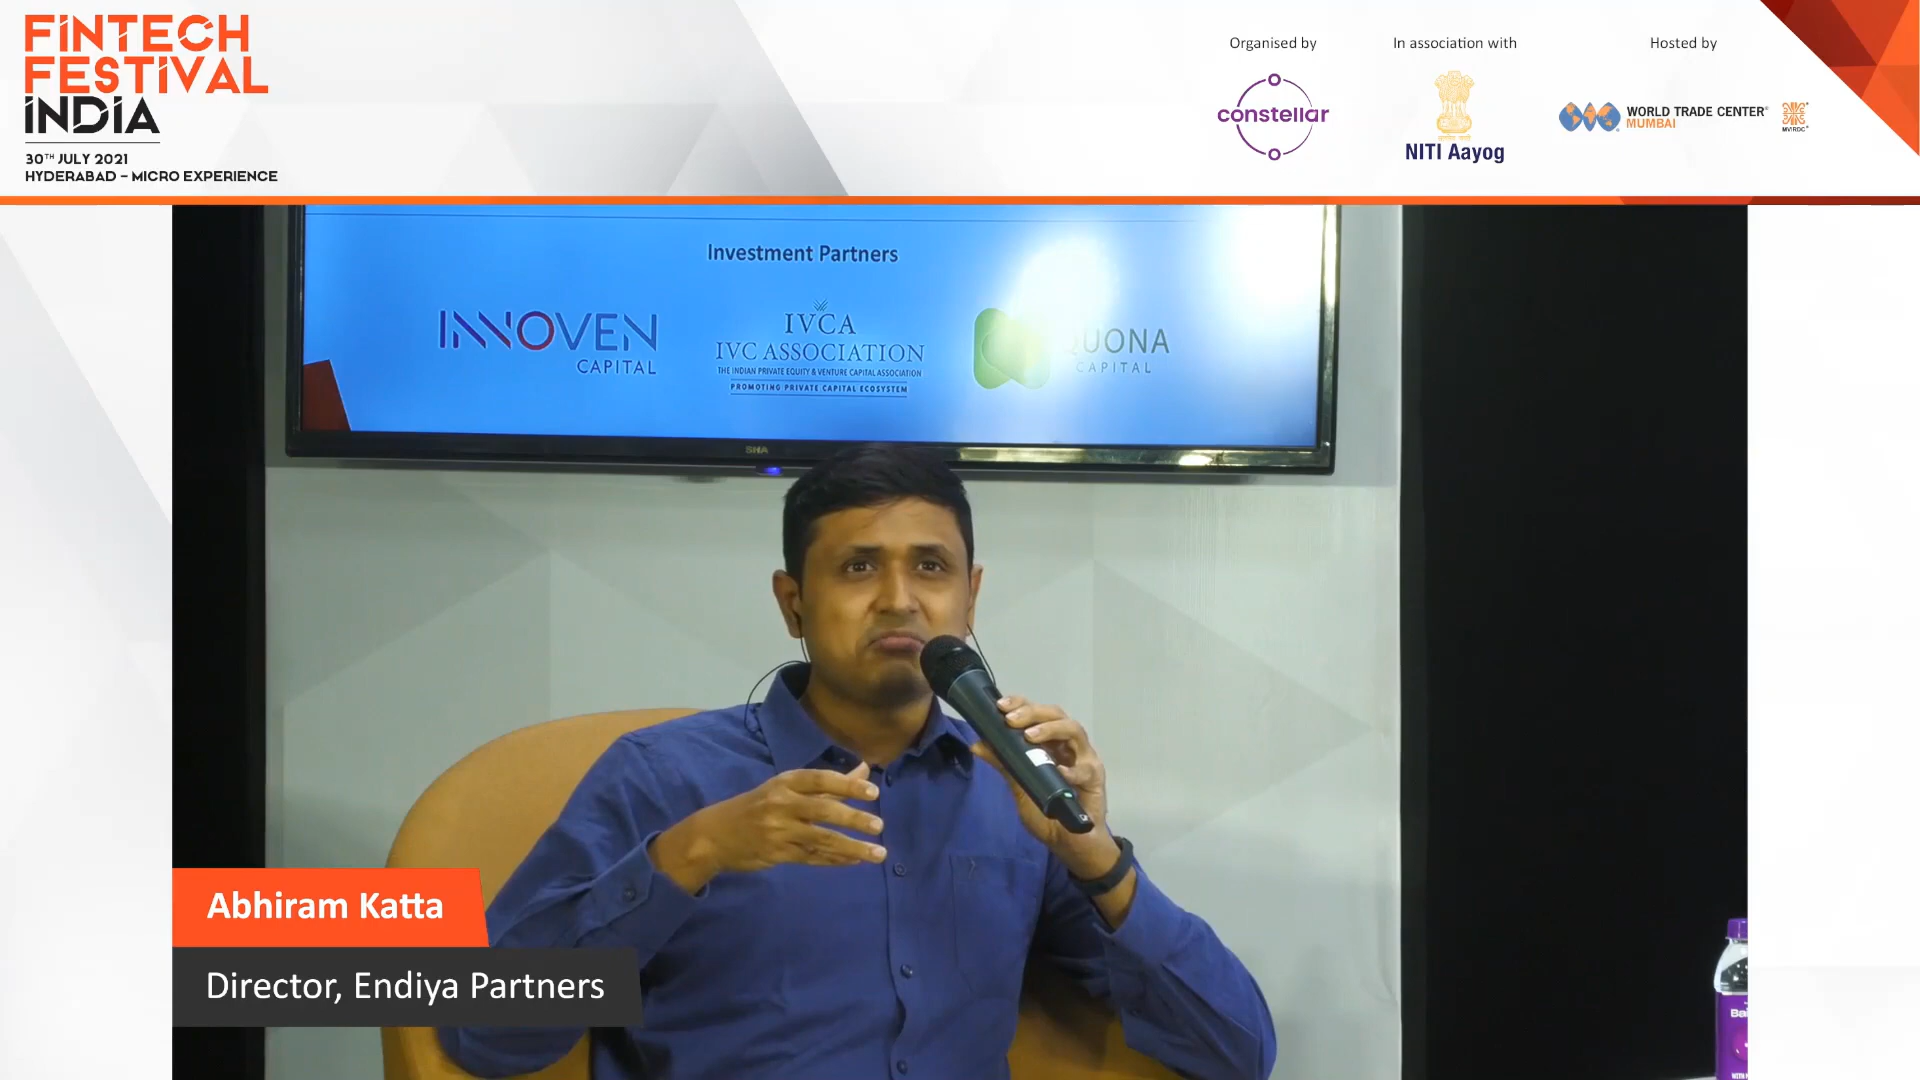 FINTECH
FESTIVAL
INDIA
30TH JULY 2021
HYDERABAD – MICRO EXPERIENCE
Organised by
constellar
In association with
NITI Aayog
Hosted by
WORLD TRADE CENTER®
MUMBAI
MVIRDC
Investment Partners
INNOVEN
CAPITAL
IVCA
IVC ASSOCIATION
THE INDIAN PRIVATE EQUITY & VENTURE CAPITAL ASSOCIATION
PROMOTING PRIVATE CAPITAL ECOSYSTEM
QUONA
CAPITAL
Abhiram Katta
Director, Endiya Partners